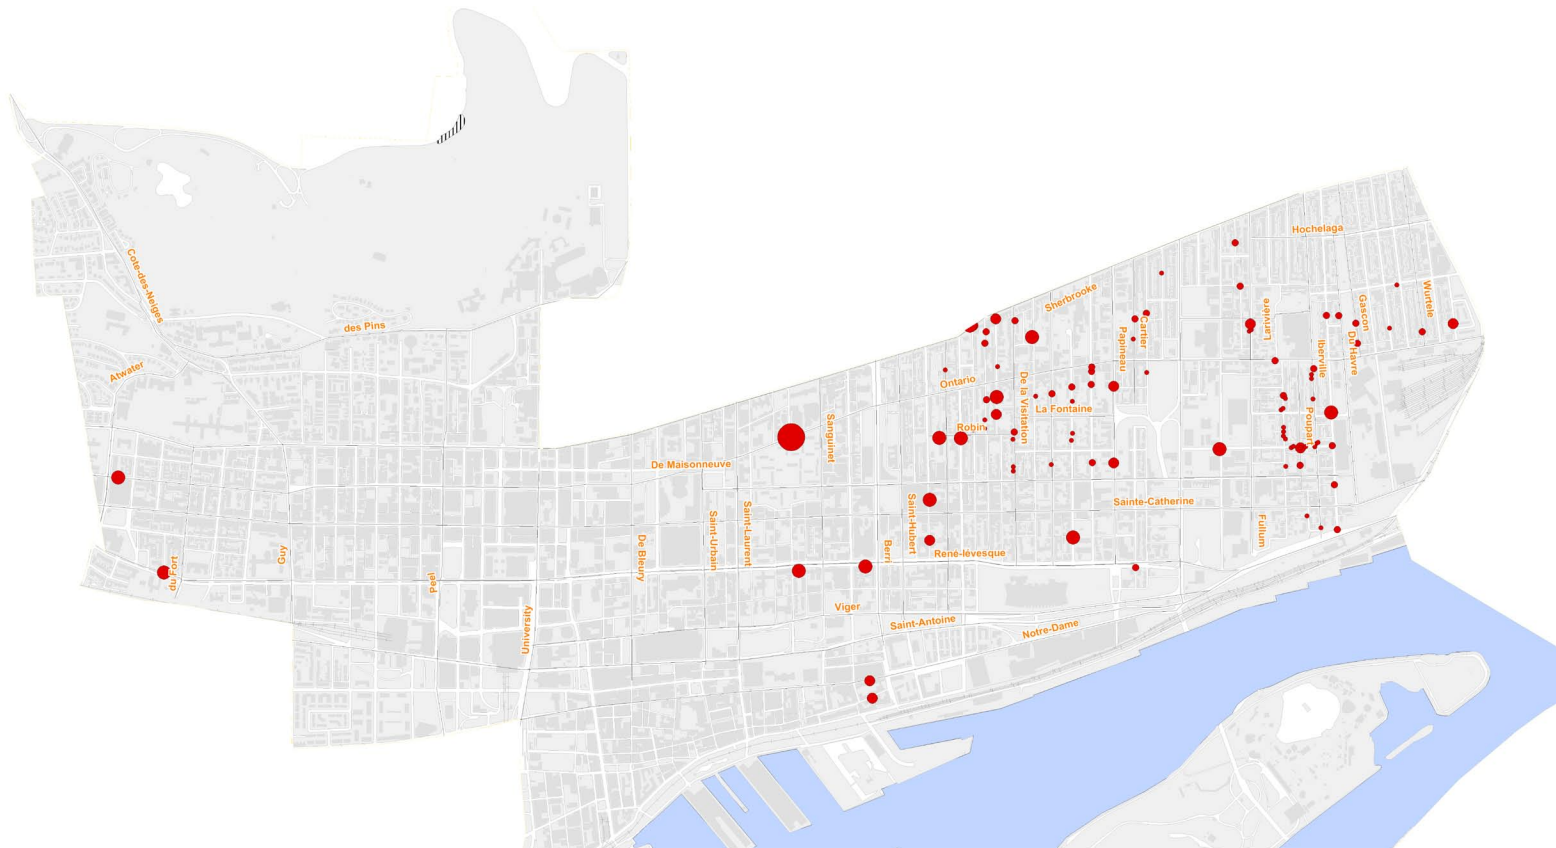 Hochelaga
Cote-des-Neiges
Sherbrooke
Wurtele
Gascon
Larivière
des Pins
Cartier
Papineau
Iberville
Du Havre
Atwater
Ontario
De la Visitation
La Fontaine
Poupart
Sanguinet
Robin
De Maisonneuve
Sainte-Catherine
Saint-Hubert
Saint-Laurent
Saint-Urbain
Fullum
De Bleury
Berri
René-lévesque
Guy
du Fort
Peel
Viger
University
Saint-Antoine
Notre-Dame